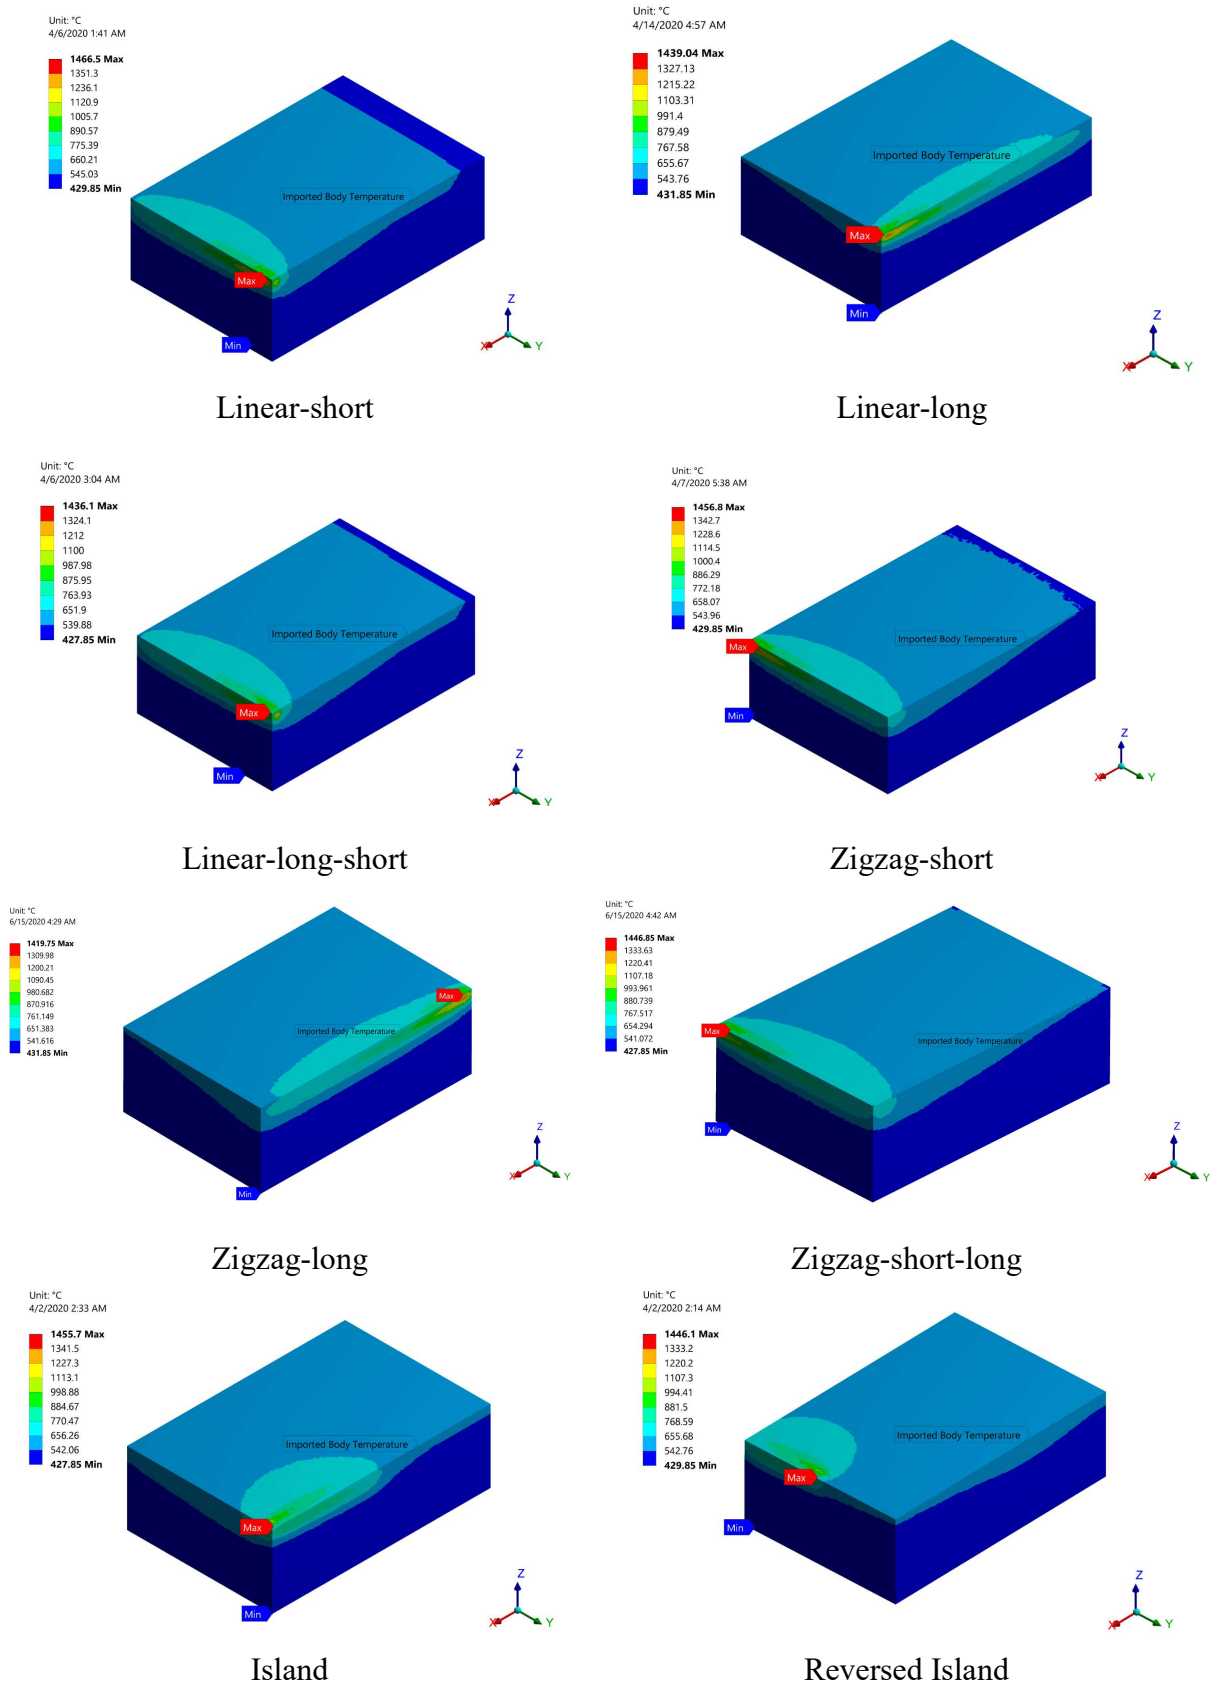 Unit: °C
4/6/2020 1:41 AM
1466.5 Max
1351.3
1236.1
1120.9
1005.7
890.57
775.39
660.21
545.03
429.85 Min
Imported Body Temperature
Max
Min
Z
X
Y
Linear-short
Unit: °C
4/14/2020 4:57 AM
1439.04 Max
1327.13
1215.22
1103.31
991.4
879.49
767.58
655.67
543.76
431.85 Min
Imported Body Temperature
Max
Min
Z
X
Y
Linear-long
Unit: °C
4/6/2020 3:04 AM
1436.1 Max
1324.1
1212
1100
987.98
875.95
763.93
651.9
539.88
427.85 Min
Imported Body Temperature
Max
Min
Z
X
Y
Linear-long-short
Unit: °C
4/7/2020 5:38 AM
1456.8 Max
1342.7
1228.6
1114.5
1000.4
886.29
772.18
658.07
543.96
429.85 Min
Imported Body Temperature
Max
Min
Z
X
Y
Zigzag-short
Unit: °C
6/15/2020 4:29 AM
1419.75 Max
1309.98
1200.21
1090.45
980.682
870.916
761.149
651.383
541.616
431.85 Min
Max
Imported Body Temperature
Min
Z
X
Y
Zigzag-long
Unit: °C
6/15/2020 4:42 AM
1446.85 Max
1333.63
1220.41
1107.18
993.961
880.739
767.517
654.294
541.072
427.85 Min
Max
Imported Body Temperature
Min
Z
X
Y
Zigzag-short-long
Unit: °C
4/2/2020 2:33 AM
1455.7 Max
1341.5
1227.3
1113.1
998.88
884.67
770.47
656.26
542.06
427.85 Min
Imported Body Temperature
Max
Min
Z
X
Y
Island
Unit: °C
4/2/2020 2:14 AM
1446.1 Max
1333.2
1220.2
1107.3
994.41
881.5
768.59
655.68
542.76
429.85 Min
Imported Body Temperature
Max
Min
Z
X
Y
Reversed Island